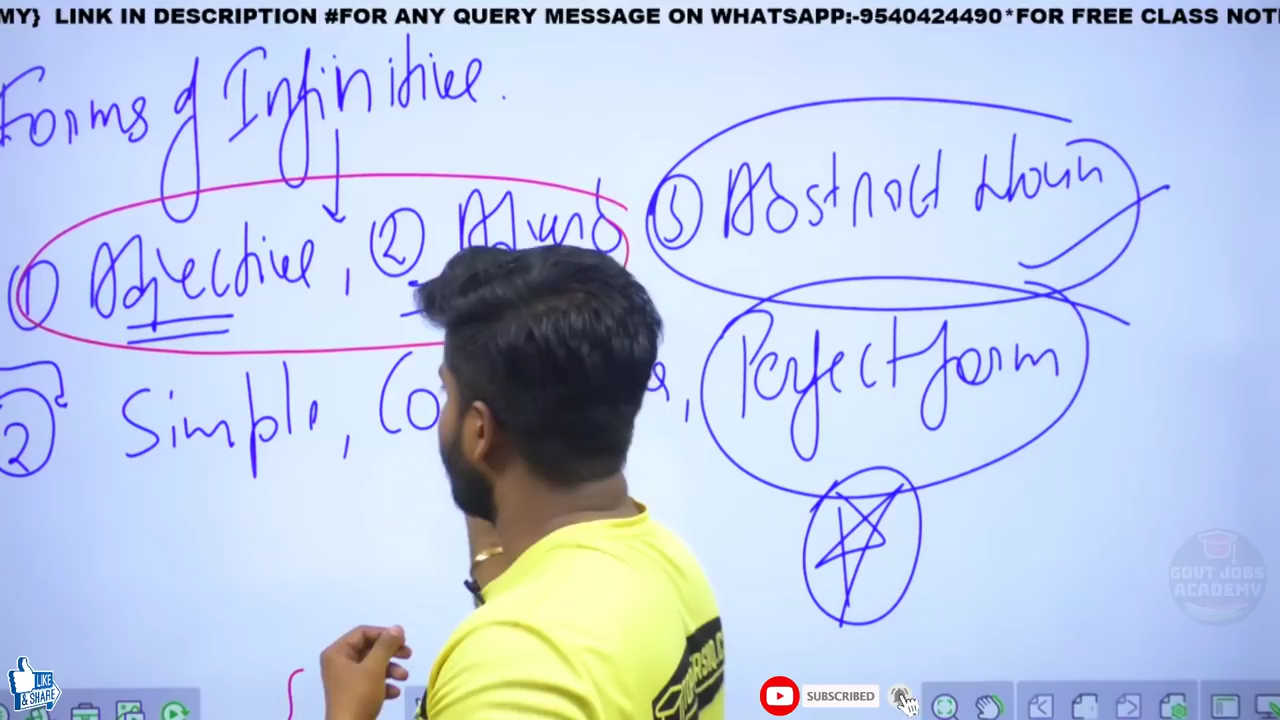 MY} LINK IN DESCRIPTION #FOR ANY QUERY MESSAGE ON WHATSAPP:-9540424490*FOR FREE CLASS NOTE
Forms of Infinitive.
① Adjective, ② Adverb ③ Abstract Noun
② Simple, Co , Perfect form
GOVT JOBS
ACADEMY
LIKE
& SHARE
SUBSCRIBED